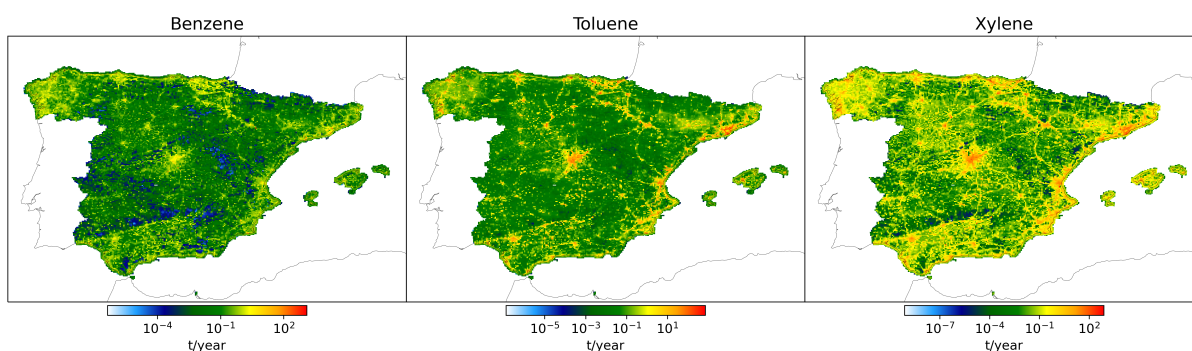 Benzene
Toluene
Xylene
10⁻⁴ 10⁻¹ 10²
t/year
10⁻⁵ 10⁻³ 10⁻¹ 10¹
t/year
10⁻⁷ 10⁻⁴ 10⁻¹ 10²
t/year